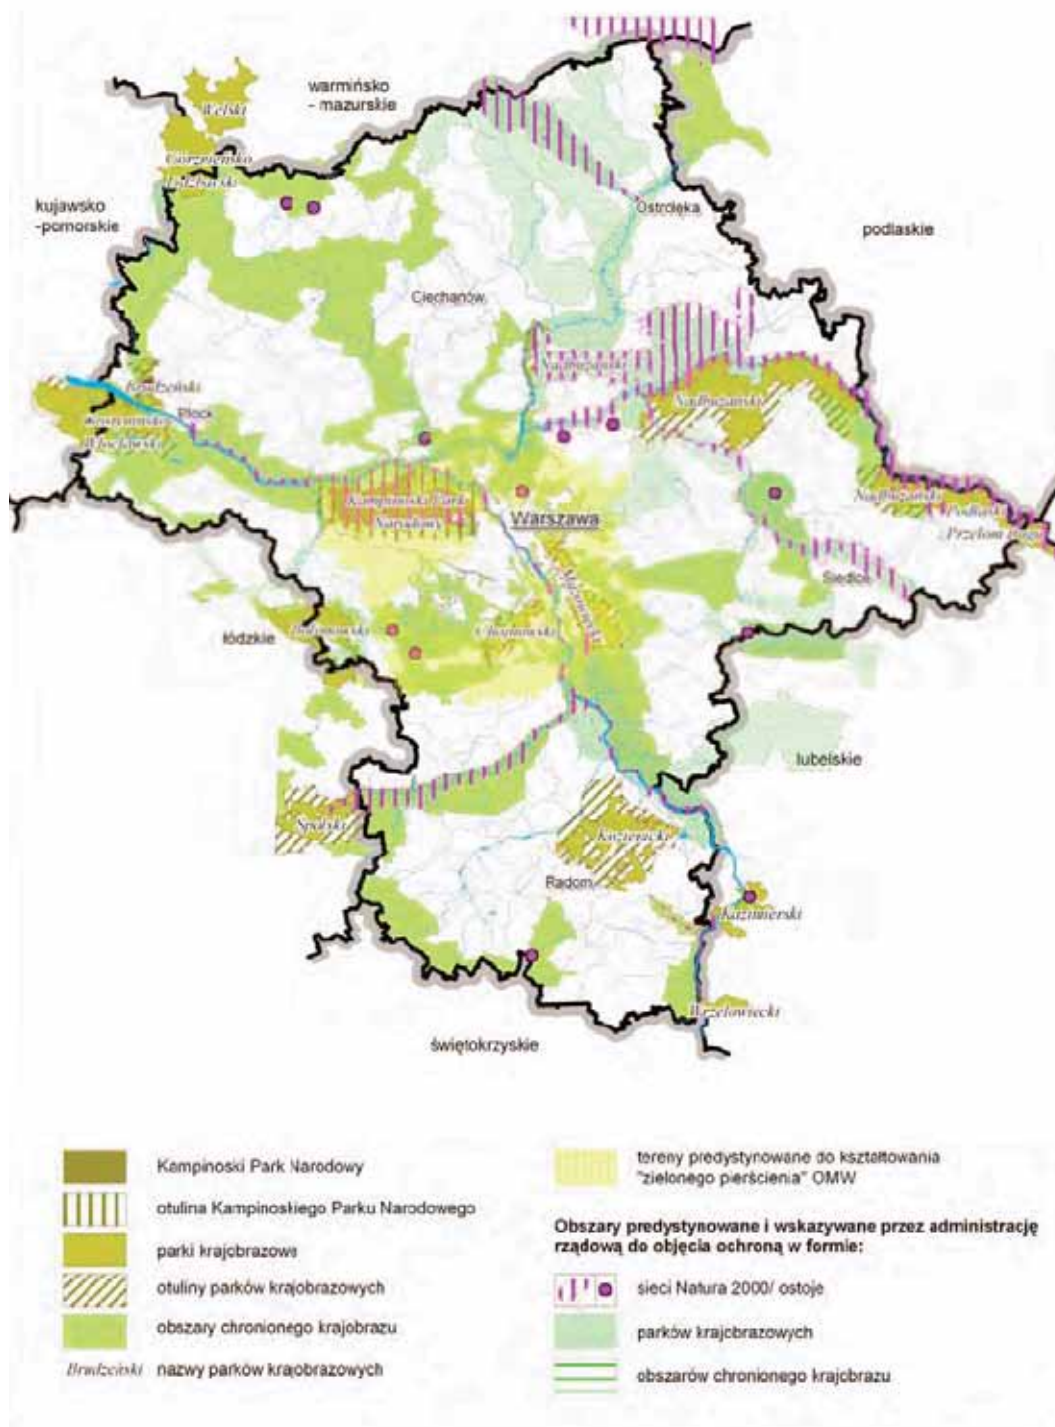 warmińsko
- mazurskie
Welski
Górznieńsko
Lidzbarski
kujawsko
-pomorskie
Ostrołęka
podlaskie
Ciechanów
Nadbużański
Brudzeński
Nadbużański
Płock
Gostynińsko
Włocławski
Kampinoski Park
Narodowy
Nadbużański
Warszawa
Podlaski
Przełom Bugu
Siedlce
Mazowiecki
Bolimowski
Chojnowski
łódzkie
lubelskie
Spalski
Kozienicki
Radom
Kazimierski
Wrzelowiecki
świętokrzyskie
Kampinoski Park Narodowy
otulina Kampinoskiego Parku Narodowego
parki krajobrazowe
otuliny parków krajobrazowych
obszary chronionego krajobrazu
Brudzeński nazwy parków krajobrazowych
tereny predystynowane do kształtowania
"zielonego pierścienia" OMW
Obszary predystynowane i wskazywane przez administrację
rządową do objęcia ochroną w formie:
sieci Natura 2000/ ostoje
parków krajobrazowych
obszarów chronionego krajobrazu